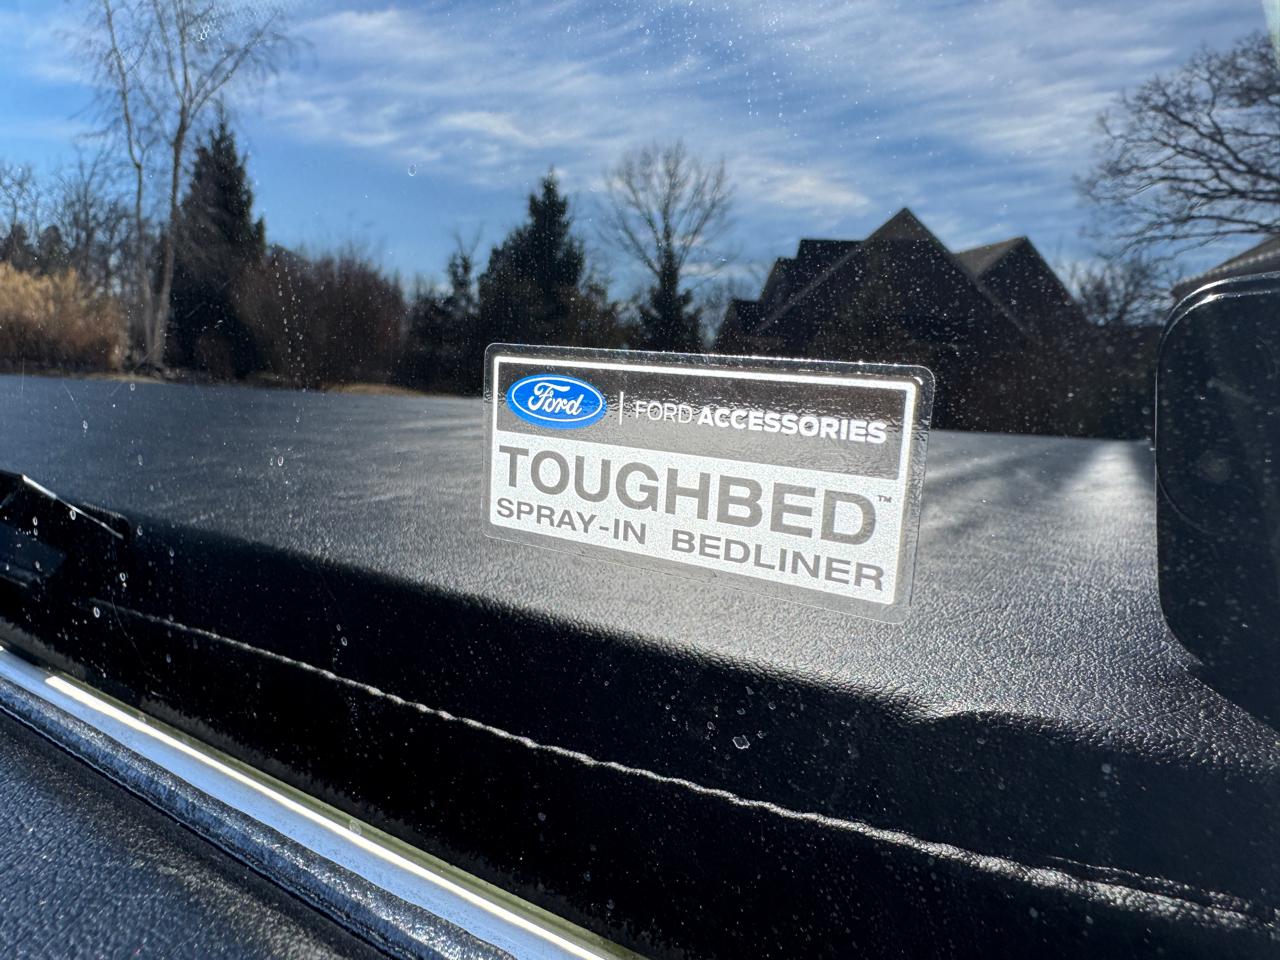 Ford | FORD ACCESSORIES
TOUGHBED™
SPRAY-IN BEDLINER